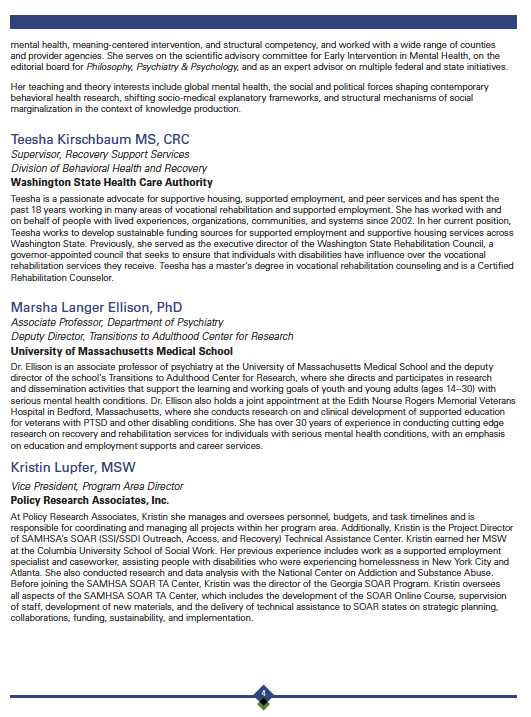 mental health, meaning-centered intervention, and structural competency, and worked with a wide range of counties
and provider agencies. She serves on the scientific advisory committee for Early Intervention in Mental Health, on the
editorial board for Philosophy, Psychiatry & Psychology, and as an expert advisor on multiple federal and state initiatives.
Her teaching and theory interests include global mental health, the social and political forces shaping contemporary
behavioral health research, shifting socio-medical explanatory frameworks, and structural mechanisms of social
marginalization in the context of knowledge production.
Teesha Kirschbaum MS, CRC
Supervisor, Recovery Support Services
Division of Behavioral Health and Recovery
Washington State Health Care Authority
Teesha is a passionate advocate for supportive housing, supported employment, and peer services and has spent the
past 18 years working in many areas of vocational rehabilitation and supported employment. She has worked with and
on behalf of people with lived experiences, organizations, communities, and systems since 2002. In her current position,
Teesha works to develop sustainable funding sources for supported employment and supportive housing services across
Washington State. Previously, she served as the executive director of the Washington State Rehabilitation Council, a
governor-appointed council that seeks to ensure that individuals with disabilities have influence over the vocational
rehabilitation services they receive. Teesha has a master's degree in vocational rehabilitation counseling and is a Certified
Rehabilitation Counselor.
Marsha Langer Ellison, PhD
Associate Professor, Department of Psychiatry
Deputy Director, Transitions to Adulthood Center for Research
University of Massachusetts Medical School
Dr. Ellison is an associate professor of psychiatry at the University of Massachusetts Medical School and the deputy
director of the school's Transitions to Adulthood Center for Research, where she directs and participates in research
and dissemination activities that support the learning and working goals of youth and young adults (ages 14–30) with
serious mental health conditions. Dr. Ellison also holds a joint appointment at the Edith Nourse Rogers Memorial Veterans
Hospital in Bedford, Massachusetts, where she conducts research on and clinical development of supported education
for veterans with PTSD and other disabling conditions. She has over 30 years of experience in conducting cutting edge
research on recovery and rehabilitation services for individuals with serious mental health conditions, with an emphasis
on education and employment supports and career services.
Kristin Lupfer, MSW
Vice President, Program Area Director
Policy Research Associates, Inc.
At Policy Research Associates, Kristin she manages and oversees personnel, budgets, and task timelines and is
responsible for coordinating and managing all projects within her program area. Additionally, Kristin is the Project Director
of SAMHSA's SOAR (SSI/SSDI Outreach, Access, and Recovery) Technical Assistance Center. Kristin earned her MSW
at the Columbia University School of Social Work. Her previous experience includes work as a supported employment
specialist and caseworker, assisting people with disabilities who were experiencing homelessness in New York City and
Atlanta. She also conducted research and data analysis with the National Center on Addiction and Substance Abuse.
Before joining the SAMHSA SOAR TA Center, Kristin was the director of the Georgia SOAR Program. Kristin oversees
all aspects of the SAMHSA SOAR TA Center, which includes the development of the SOAR Online Course, supervision
of staff, development of new materials, and the delivery of technical assistance to SOAR states on strategic planning,
collaborations, funding, sustainability, and implementation.
4